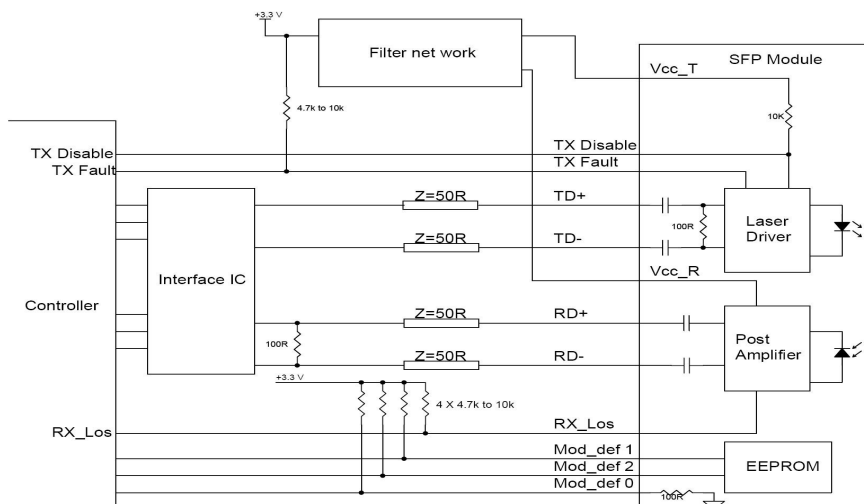 +3.3 V
Filter net work
SFP Module
Vcc_T
4.7k to 10k
10K
TX Disable
TX Disable
TX Fault
TX Fault
Z=50R
TD+
Laser Driver
100R
Z=50R
TD-
Interface IC
Vcc_R
Controller
Z=50R
RD+
Post Amplifier
100R
Z=50R
RD-
+3.3 V
4 X 4.7k to 10k
RX_Los
RX_Los
Mod_def 1
EEPROM
Mod_def 2
Mod_def 0
100R